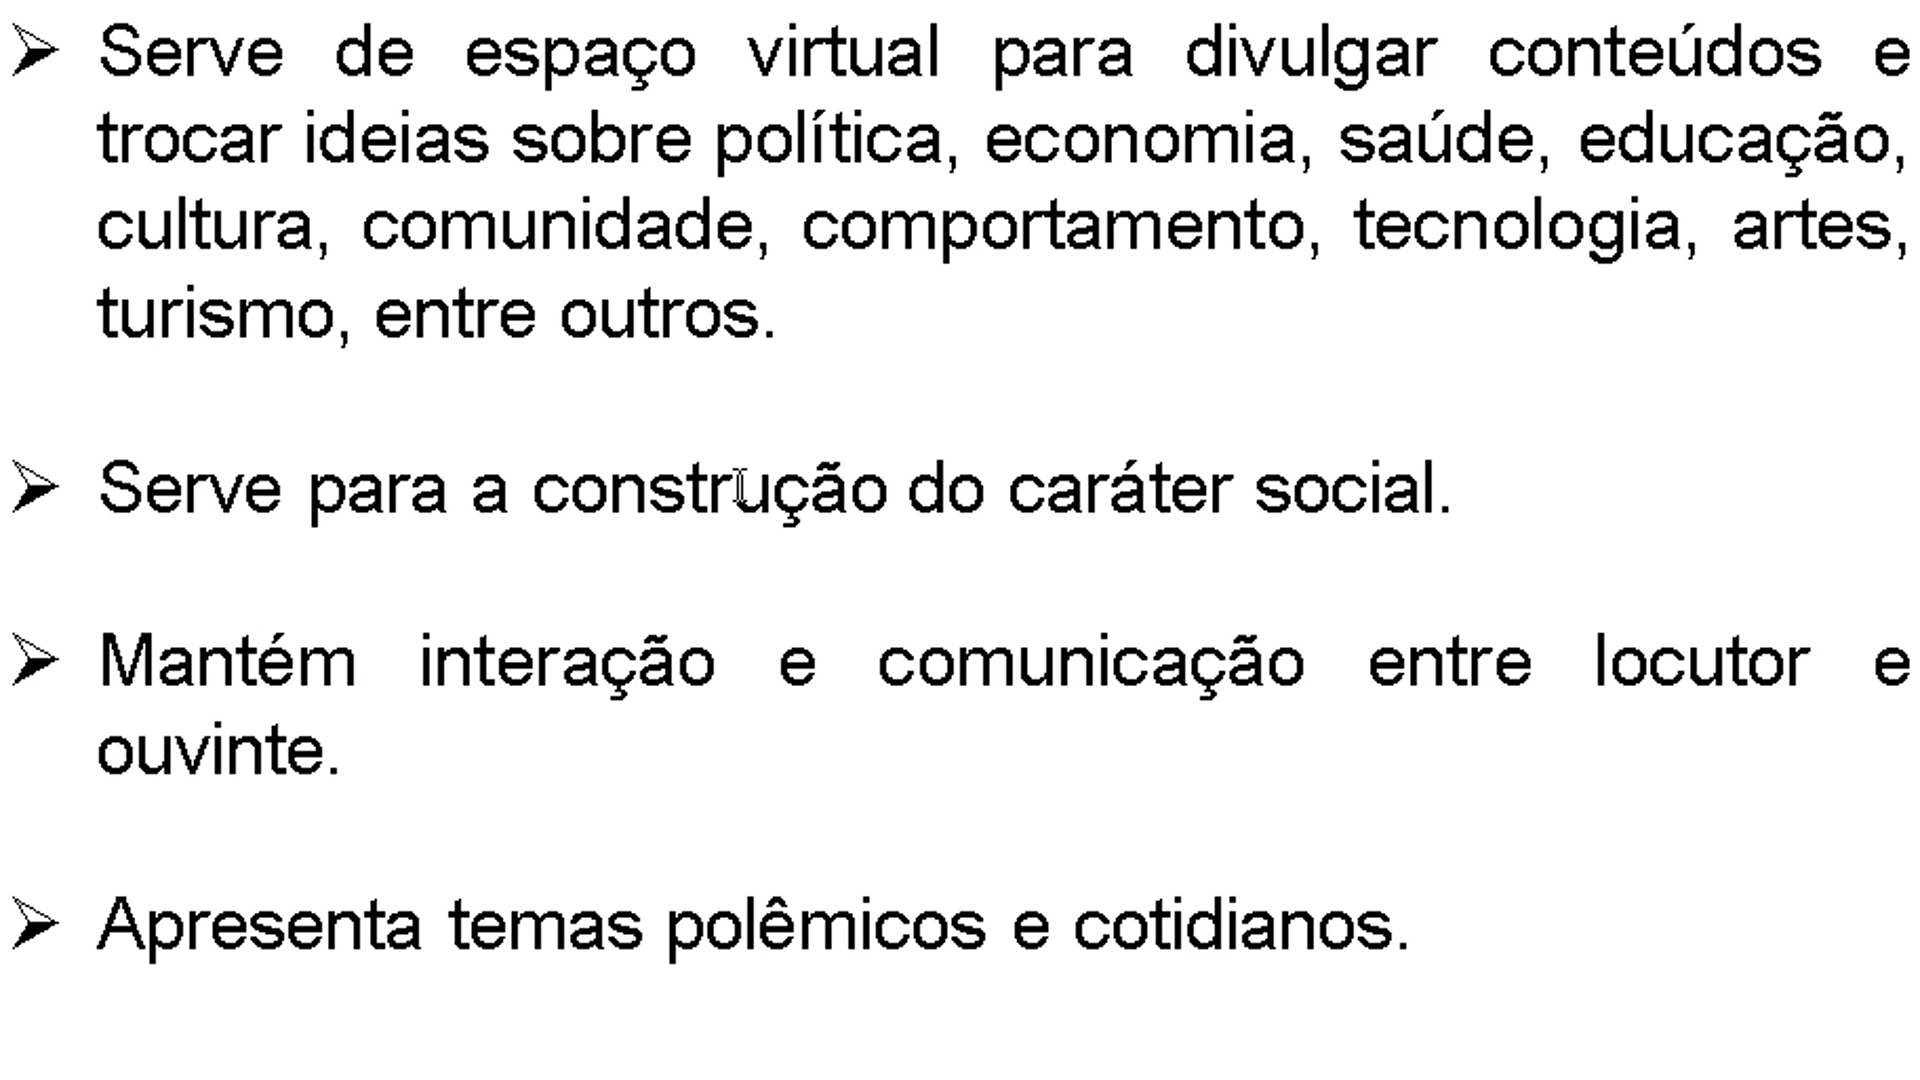 ➢ Serve de espaço virtual para divulgar conteúdos e
trocar ideias sobre política, economia, saúde, educação,
cultura, comunidade, comportamento, tecnologia, artes,
turismo, entre outros.
➢ Serve para a construção do caráter social.
➢ Mantém interação e comunicação entre locutor e
ouvinte.
➢ Apresenta temas polêmicos e cotidianos.